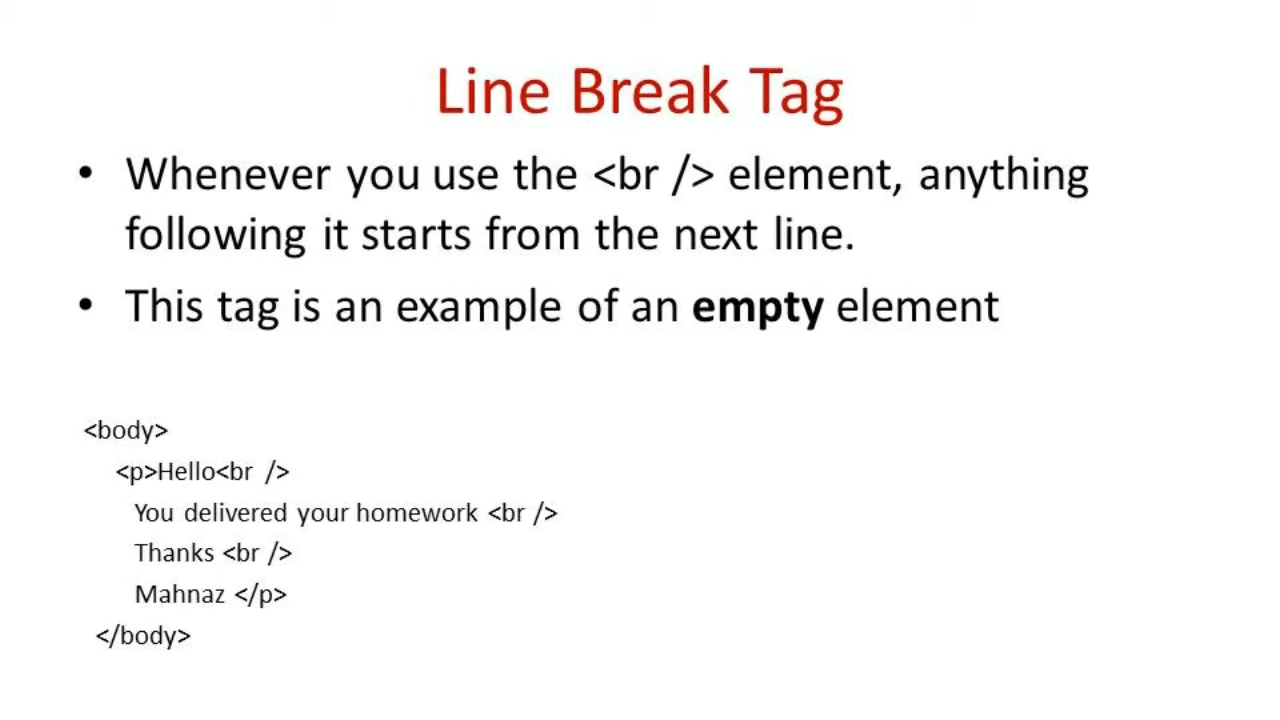 Line Break Tag
• Whenever you use the <br /> element, anything
following it starts from the next line.
• This tag is an example of an empty element
<body>
<p>Hello<br />
You delivered your homework <br />
Thanks <br />
Mahnaz </p>
</body>